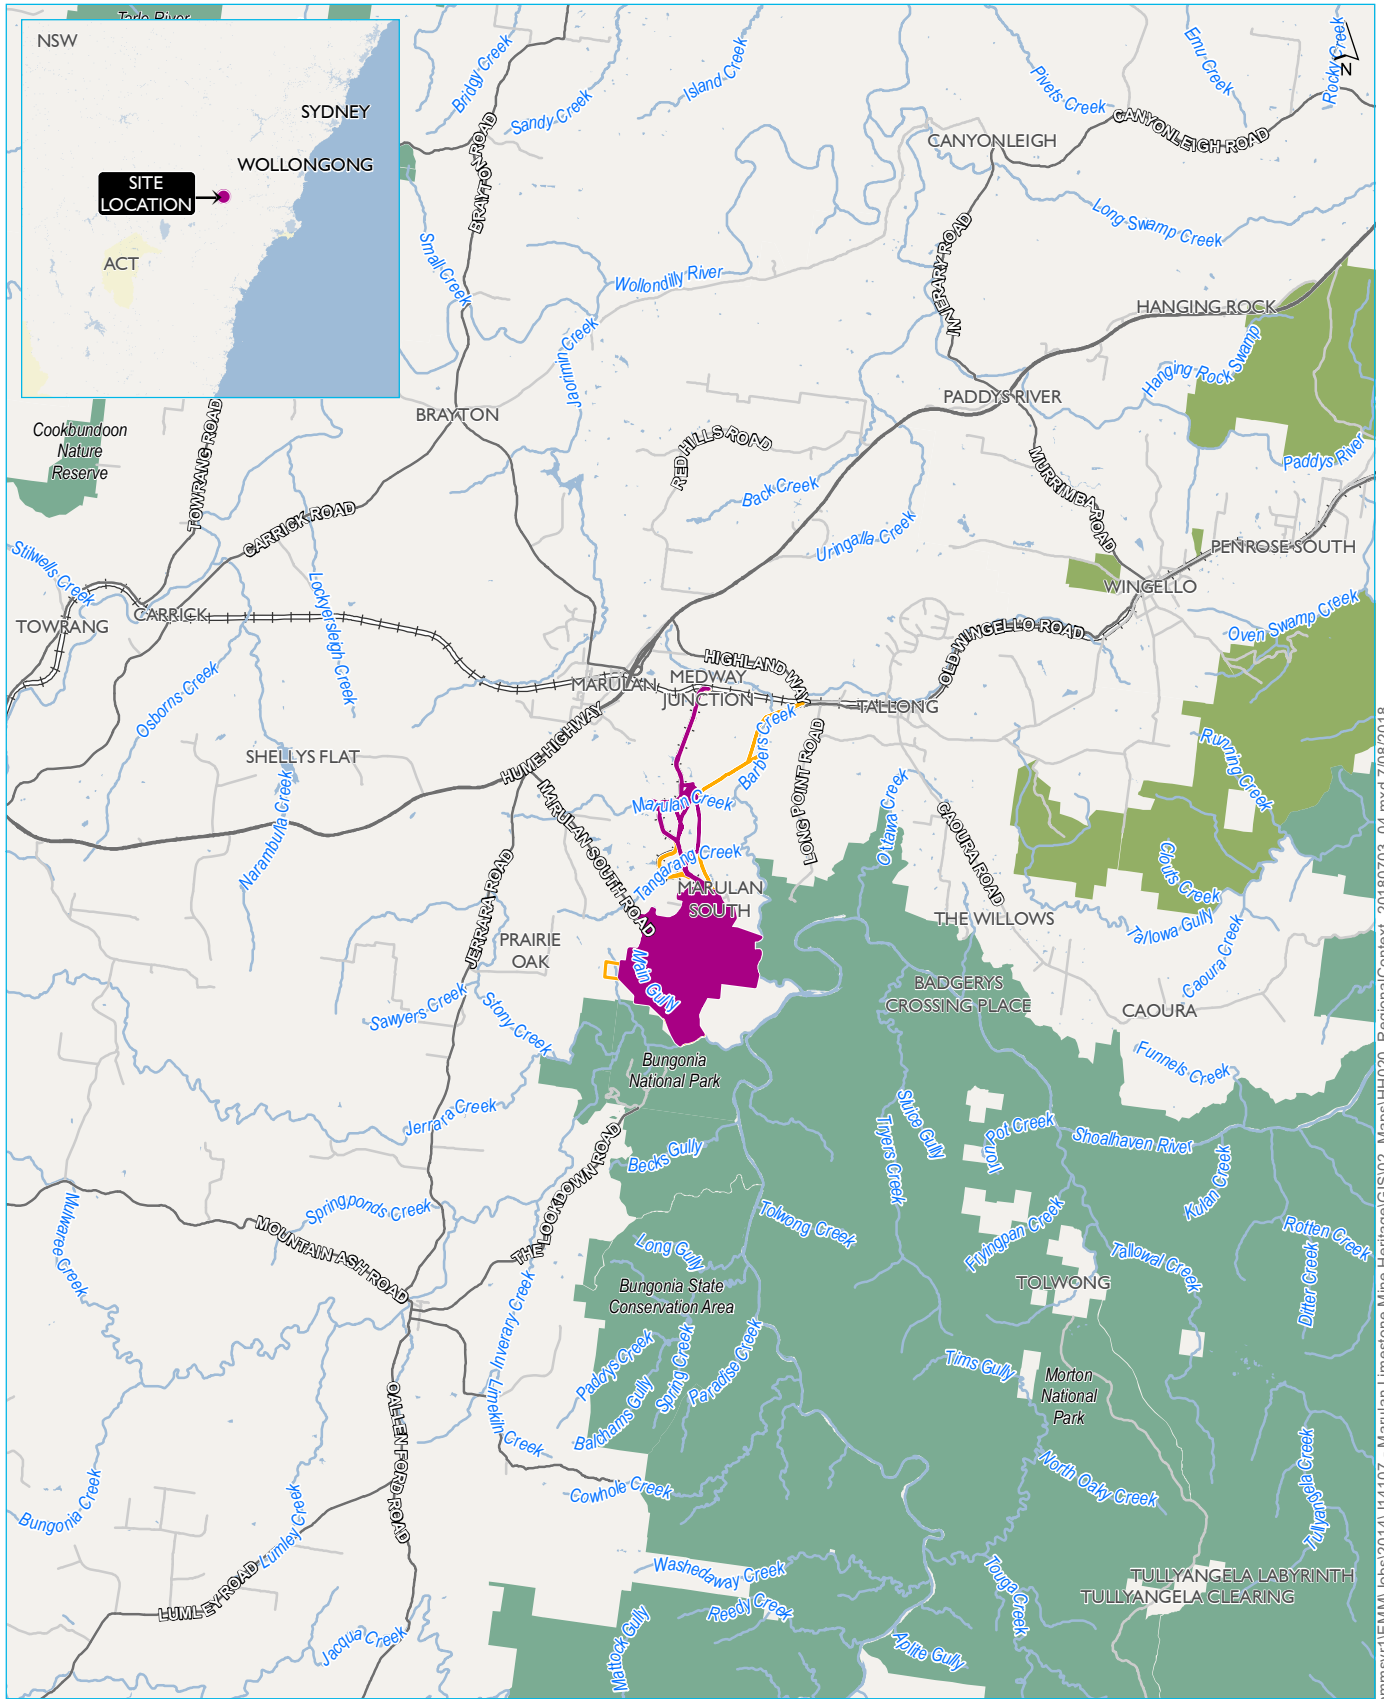 Tarlo River
NSW
SYDNEY
WOLLONGONG
SITE
LOCATION
ACT
Bridgy Creek
Sandy Creek
Island Creek
Pivets Creek
Emu Creek
Rocky Creek
N
BRAYTON ROAD
CANYONLEIGH
CANYONLEIGH ROAD
Long Swamp Creek
INVERARY ROAD
Small Creek
Wollondilly River
Jaorimin Creek
HANGING ROCK
Hanging Rock Swamp
PADDYS RIVER
Paddys River
BRAYTON
Cookbundoon
Nature
Reserve
TOWRANG ROAD
CARRICK ROAD
RED HILLS ROAD
Back Creek
Uringalla Creek
MURRIMBA ROAD
PENROSE SOUTH
WINGELLO
Stilwells Creek
Lockyersleigh Creek
CARRICK
TOWRANG
Osborns Creek
OLD WINGELLO ROAD
Oven Swamp Creek
HIGHLAND WAY
MARULAN
MEDWAY
JUNCTION
TALLONG
SHELLYS FLAT
HUME HIGHWAY
Barbers Creek
LONG POINT ROAD
Running Creek
Narambulla Creek
MARULAN SOUTH ROAD
Marulan Creek
Ottawa Creek
CAOURA ROAD
Tangarang Creek
MARULAN
SOUTH
Clouts Creek
THE WILLOWS
Tallowa Gully
Caoura Creek
JERRARA ROAD
PRAIRIE
OAK
Main Gully
BADGERYS
CROSSING PLACE
CAOURA
Sawyers Creek
Stony Creek
Bungonia
National Park
Funnels Creek
Jerrara Creek
Sluice Gully
Tryers Creek
Iron Pot Creek
Shoalhaven River
Becks Gully
THE LOOKDOWN ROAD
Kulan Creek
Mulwaree Creek
Springponds Creek
MOUNTAIN ASH ROAD
Tolwong Creek
Fryingpan Creek
Rotten Creek
Long Gully
Tallowal Creek
Ditter Creek
Bungonia State
Conservation Area
TOLWONG
Inverary Creek
Paddys Creek
Spring Creek
Paradise Creek
Tims Gully
Morton
National
Park
Limekiln Creek
Balchams Gully
OALLEN FORD ROAD
Bungonia Creek
Lumley Creek
Cowhole Creek
North Oaky Creek
Tullyangela Creek
Washedaway Creek
Touga Creek
TULLYANGELA LABYRINTH
TULLYANGELA CLEARING
LUMLEY ROAD
Reedy Creek
Mattock Gully
Jacqua Creek
Aplite Gully